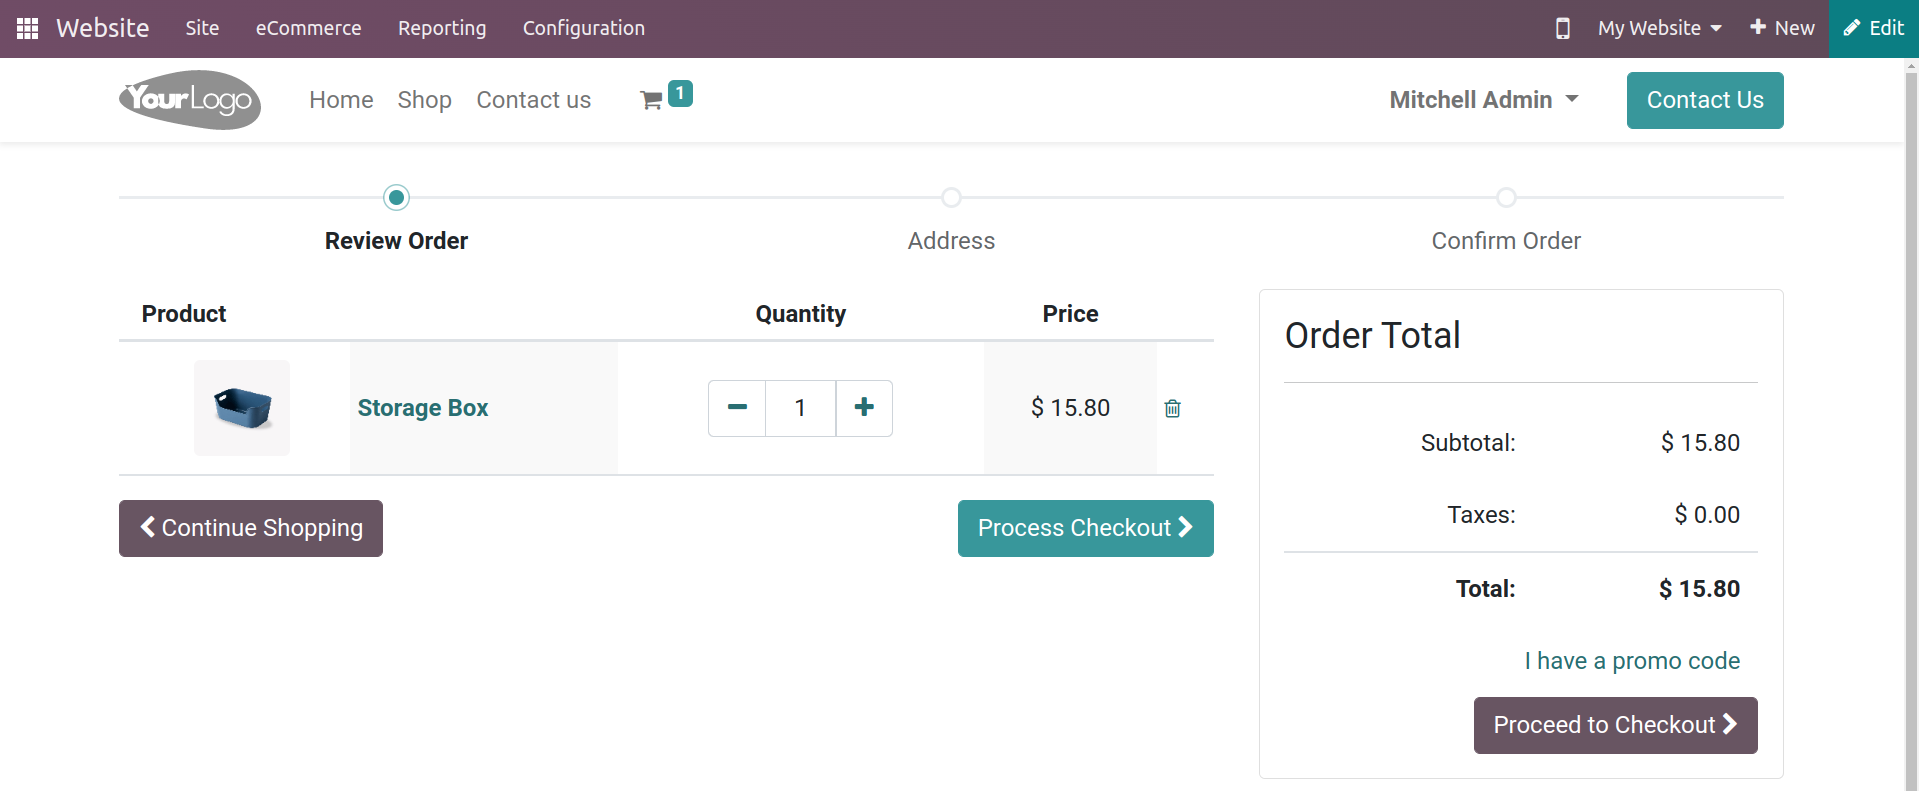 Website Site eCommerce Reporting Configuration My Website New Edit
YourLogo Home Shop Contact us 1 Mitchell Admin Contact Us
Review Order Address Confirm Order
Product Quantity Price
Storage Box 1 $ 15.80
Continue Shopping Process Checkout
Order Total
Subtotal: $ 15.80
Taxes: $ 0.00
Total: $ 15.80
I have a promo code
Proceed to Checkout